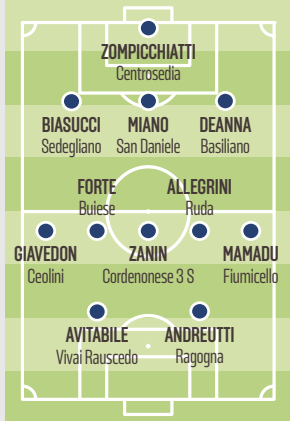 ZOMPICCHIATTI
Centrosedia
BIASUCCI MIANO DEANNA
Sedegliano San Daniele Basiliano
FORTE ALLEGRINI
Buiese Ruda
GIAVEDON ZANIN MAMADU
Ceolini Cordenonese 3 S Fiumicello
AVITABILE ANDREUTTI
Vivai Rauscedo Ragogna